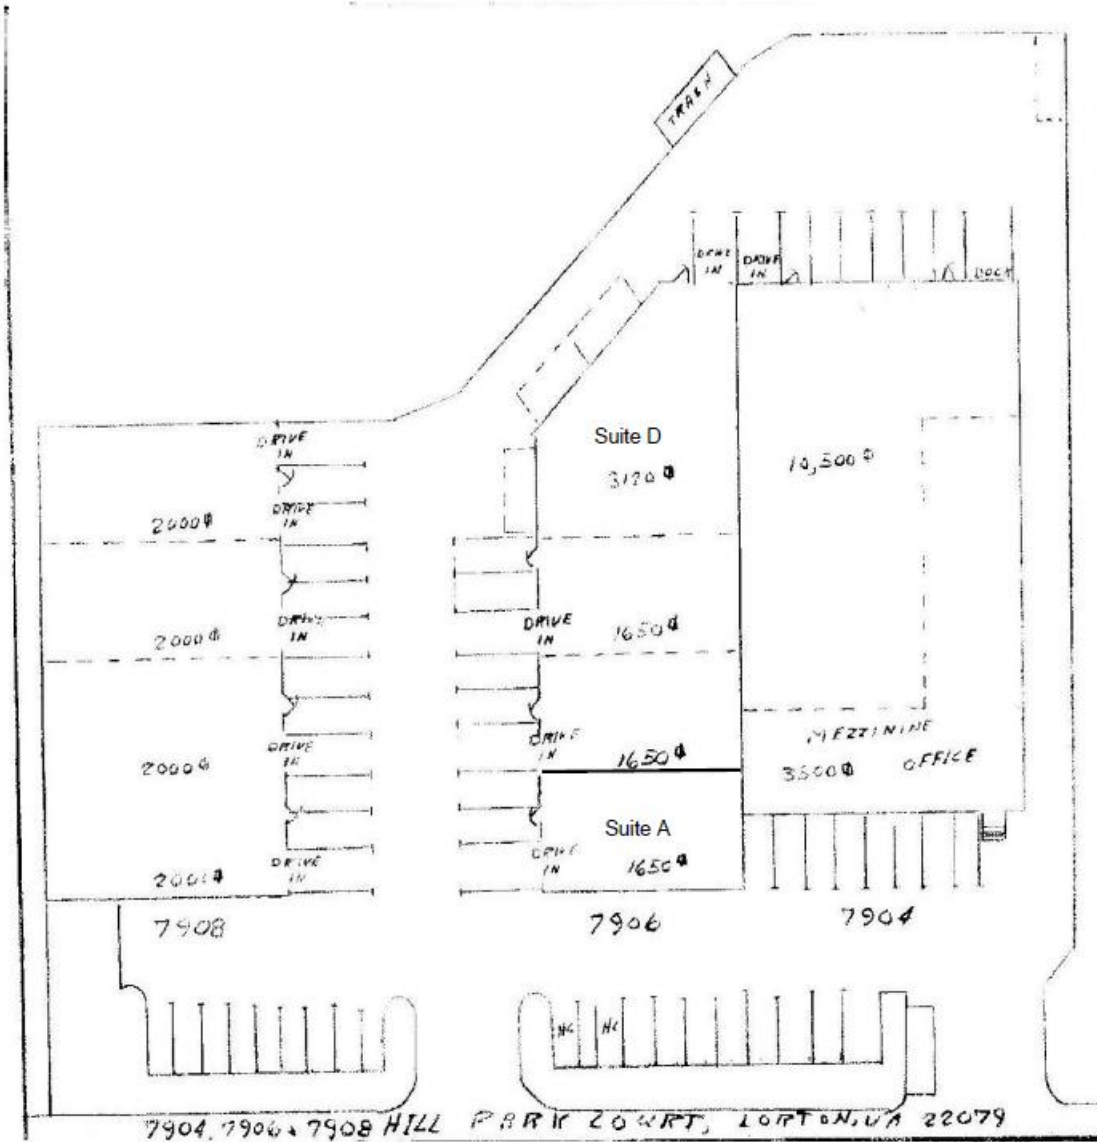 TRASH
DRIVE IN
DRIVE IN
DOCK
DRIVE IN
Suite D
3120⌀
10,500⌀
2000⌀
DRIVE IN
2000⌀
DRIVE IN
DRIVE IN
1650⌀
MEZZININE
OFFICE
3500⌀
2000⌀
DRIVE IN
DRIVE IN
1650⌀
Suite A
1650⌀
2000⌀
DRIVE IN
DRIVE IN
7908
7906
7904
HC
HC
7904, 7906 & 7908 HILL PARK COURT, LORTON, VA 22079